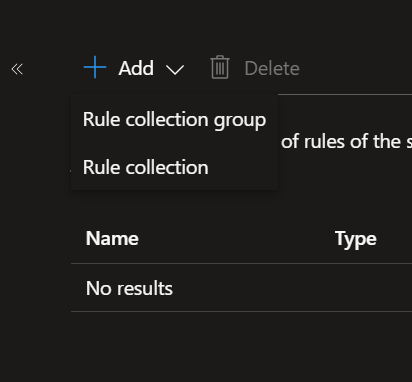 «
+ Add Delete
Rule collection group
of rules of the s
Rule collection
Name Type
No results